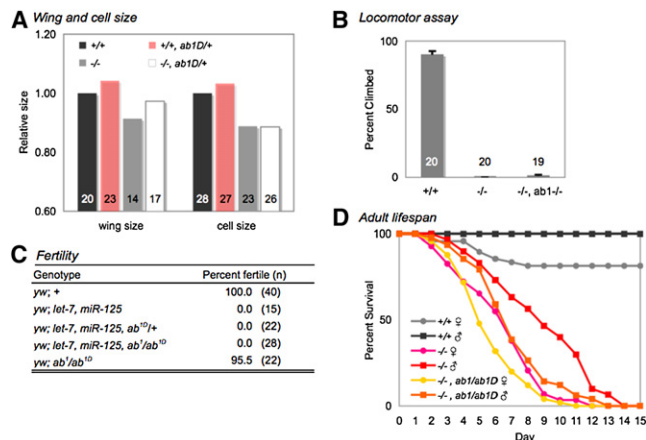 A Wing and cell size
1.20
1.00
0.80
0.60
Relative size
+/+
+/+, ab1D/+
-/-
-/-, ab1D/+
20 23 14 17
28 27 23 26
wing size cell size
B Locomotor assay
100
50
0
Percent Climbed
20 20 19
+/+ -/- -/-, ab1-/-
C Fertility
Genotype Percent fertile (n)
yw; + 100.0 (40)
yw; let-7, miR-125 0.0 (15)
yw; let-7, miR-125, ab¹ᴰ/+ 0.0 (22)
yw; let-7, miR-125, ab¹/ab¹ᴰ 0.0 (28)
yw; ab¹/ab¹ᴰ 95.5 (22)
D Adult lifespan
100
50
0
Percent Survival
+/+ ♀
+/+ ♂
-/- ♀
-/- ♂
-/-, ab1/ab1D ♀
-/-, ab1/ab1D ♂
0 1 2 3 4 5 6 7 8 9 10 11 12 13 14 15
Day